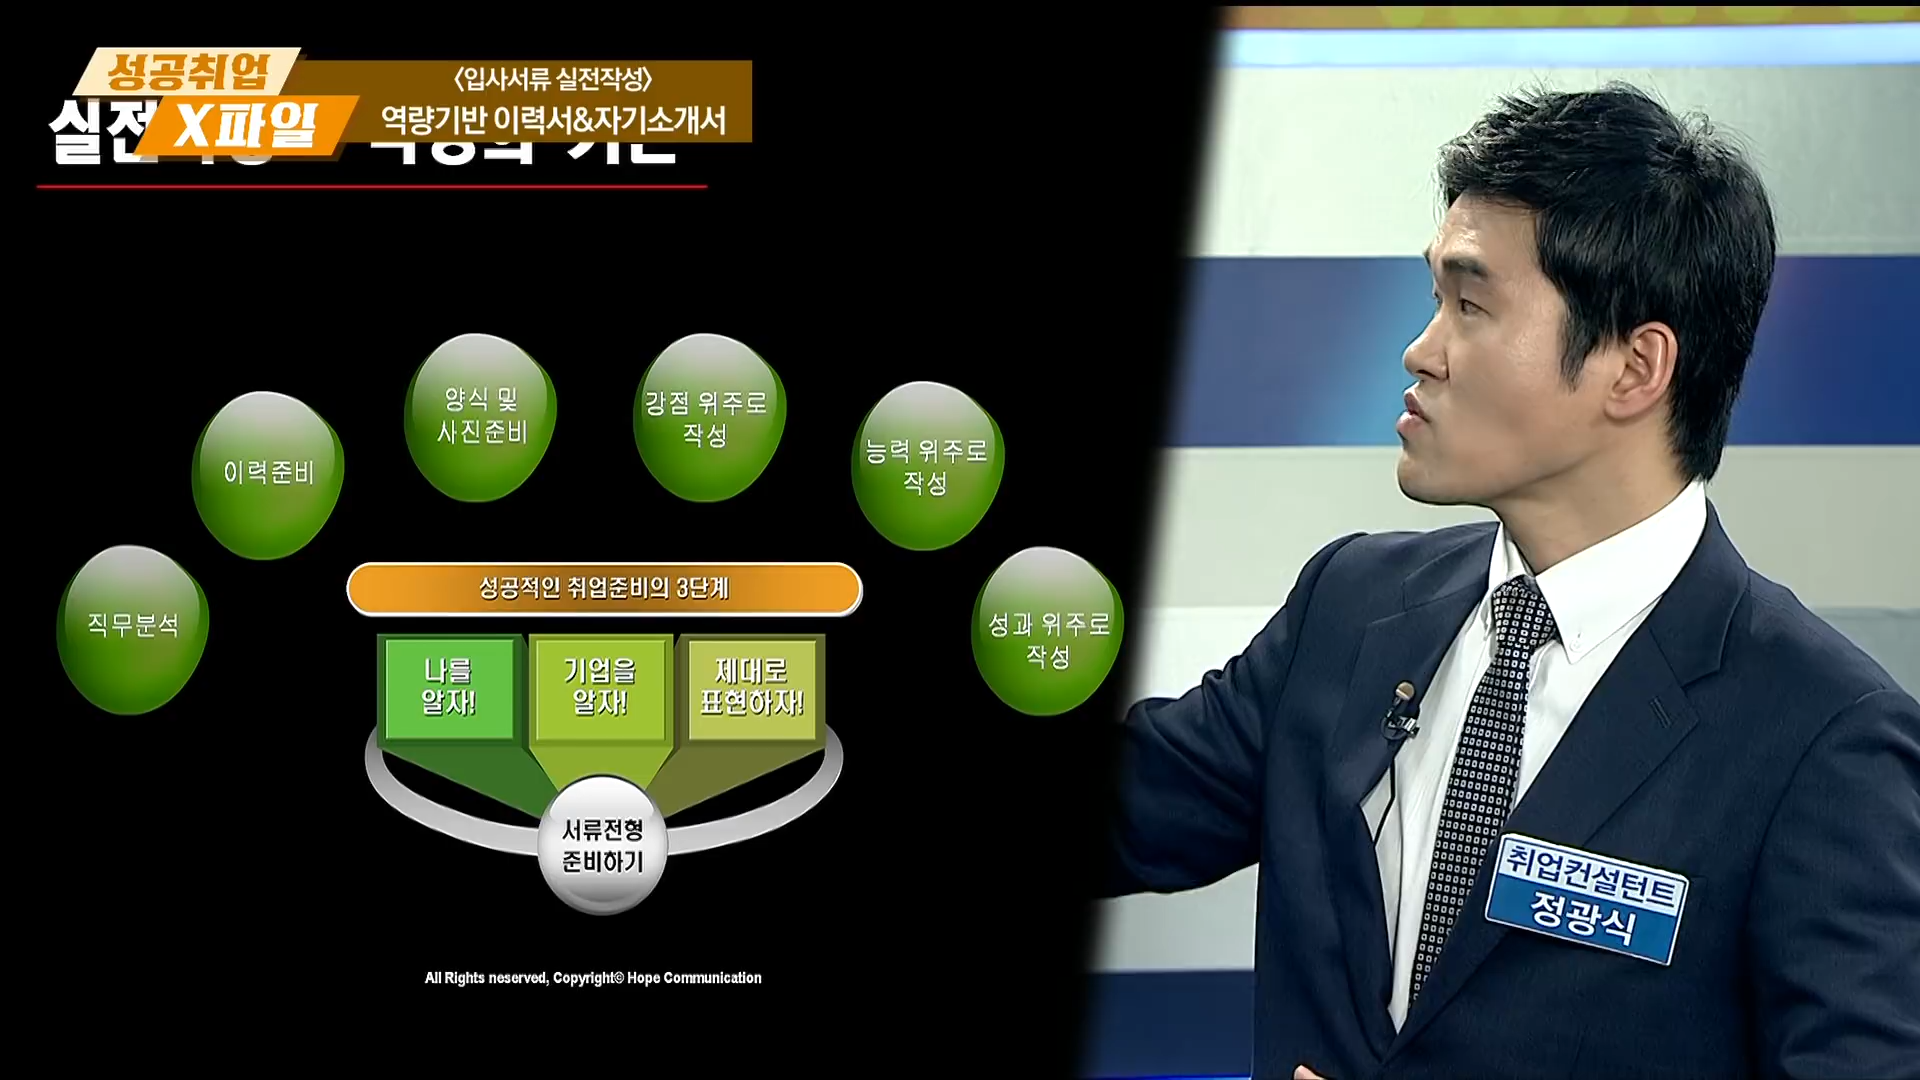 성공취업
X파일
<입사서류 실전작성>
역량기반 이력서&자기소개서
실전
직무분석
이력준비
양식 및
사진준비
강점 위주로
작성
능력 위주로
작성
성과 위주로
작성
성공적인 취업준비의 3단계
나를
알자!
기업을
알자!
제대로
표현하자!
서류전형
준비하기
All Rights neserved, Copyright© Hope Communication
취업컨설턴트
정광식